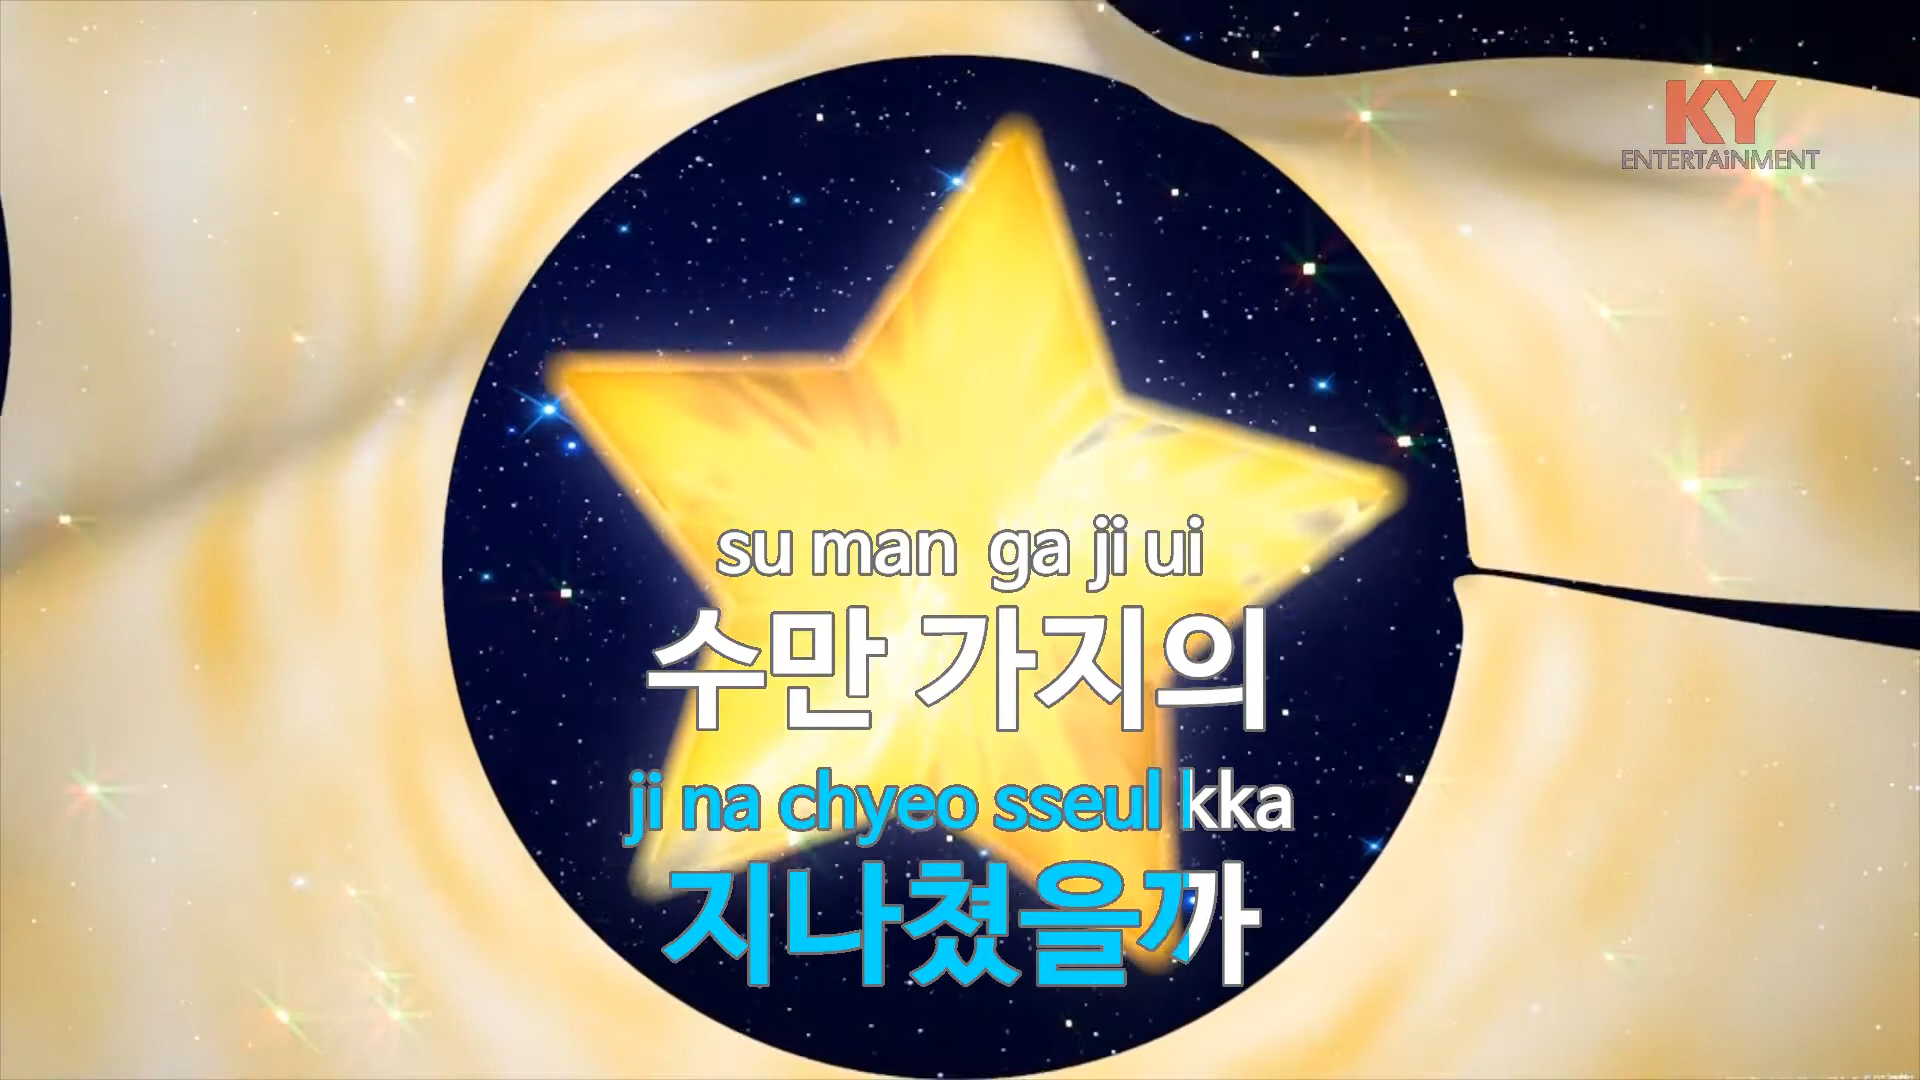 KY
ENTERTAiNMENT
su man ga ji ui
수만 가지의
ji na chyeo sseul kka
지나쳤을까